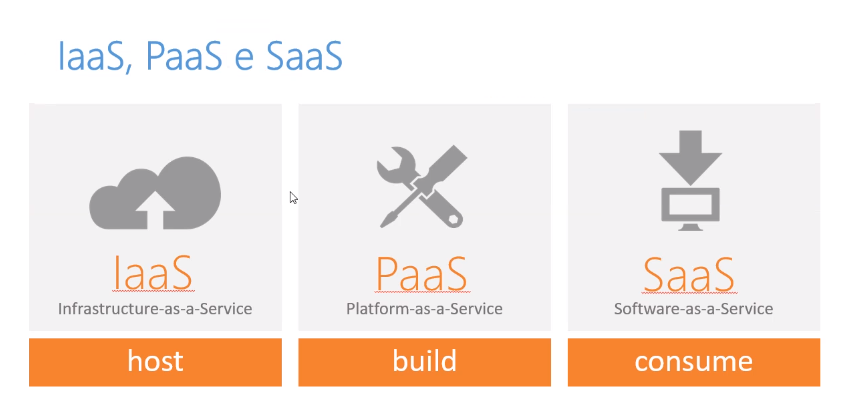 IaaS, PaaS e SaaS
IaaS
Infrastructure-as-a-Service
host
PaaS
Platform-as-a-Service
build
SaaS
Software-as-a-Service
consume